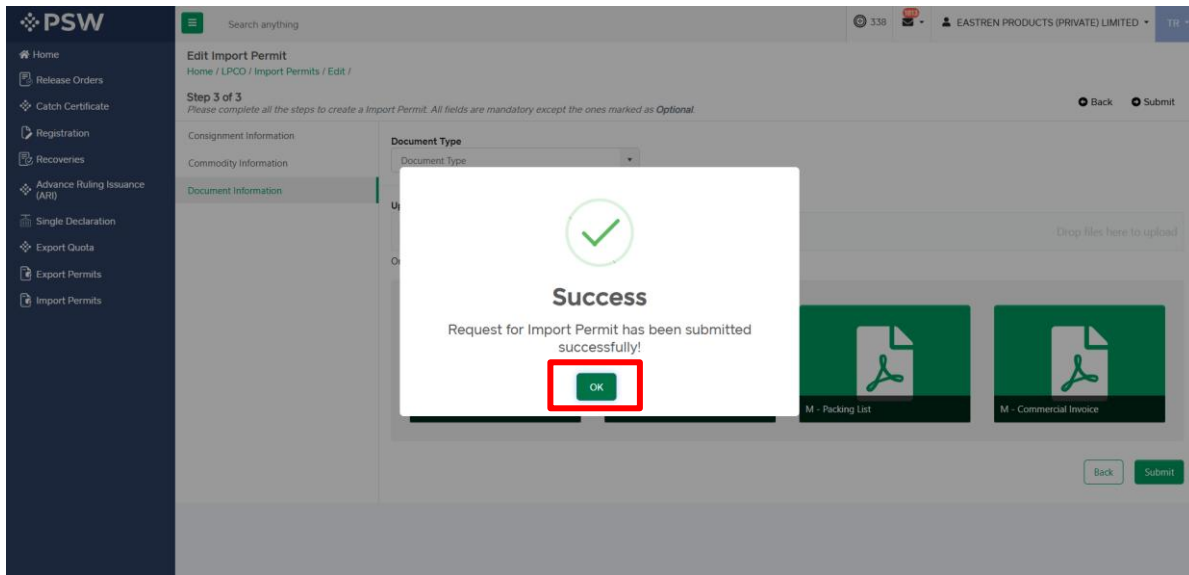 PSW
Search anything
338
EASTREN PRODUCTS (PRIVATE) LIMITED
TR
Home
Release Orders
Catch Certificate
Registration
Recoveries
Advance Ruling Issuance
(ARI)
Single Declaration
Export Quota
Export Permits
Import Permits
Edit Import Permit
Home / LPCO / Import Permits / Edit /
Step 3 of 3
Please complete all the steps to create a Import Permit. All fields are mandatory except the ones marked as Optional.
Back
Submit
Consignment Information
Commodity Information
Document Information
Document Type
Document Type
Drop files here to upload
Success
Request for Import Permit has been submitted
successfully!
OK
M - Packing List
M - Commercial Invoice
Back
Submit